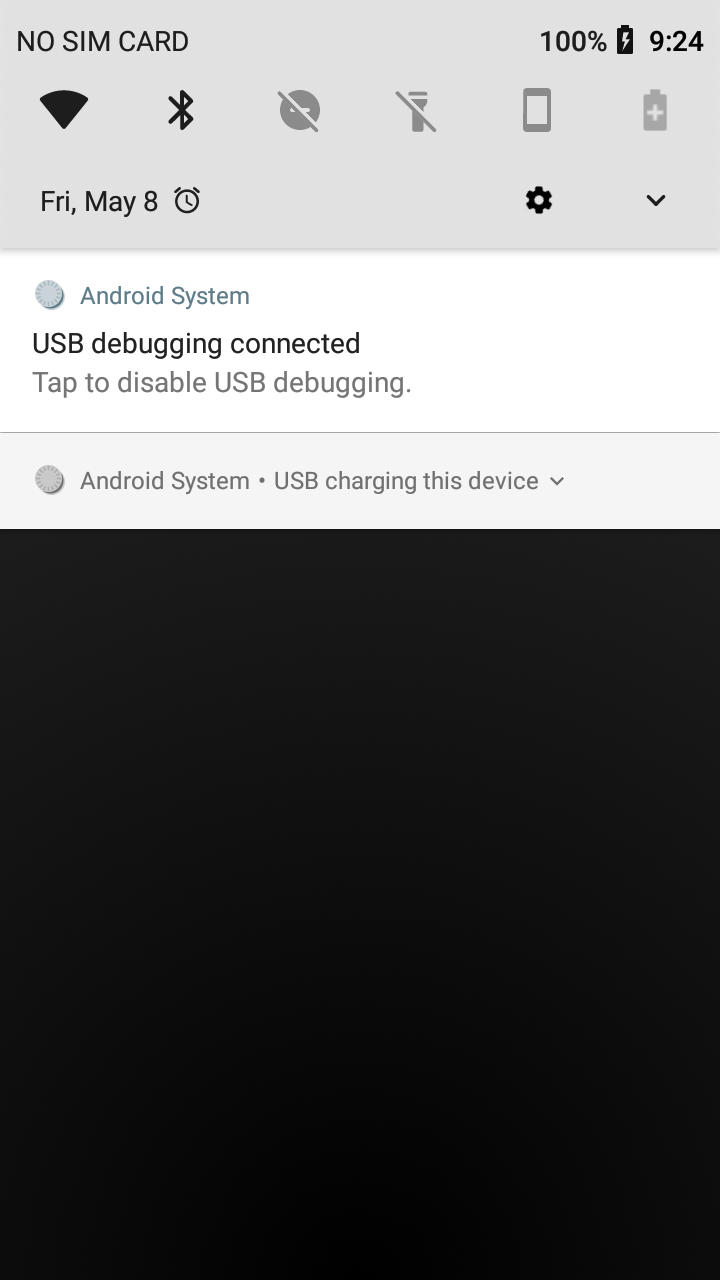 NO SIM CARD 100% 9:24
Fri, May 8
Android System
USB debugging connected
Tap to disable USB debugging.
Android System • USB charging this device